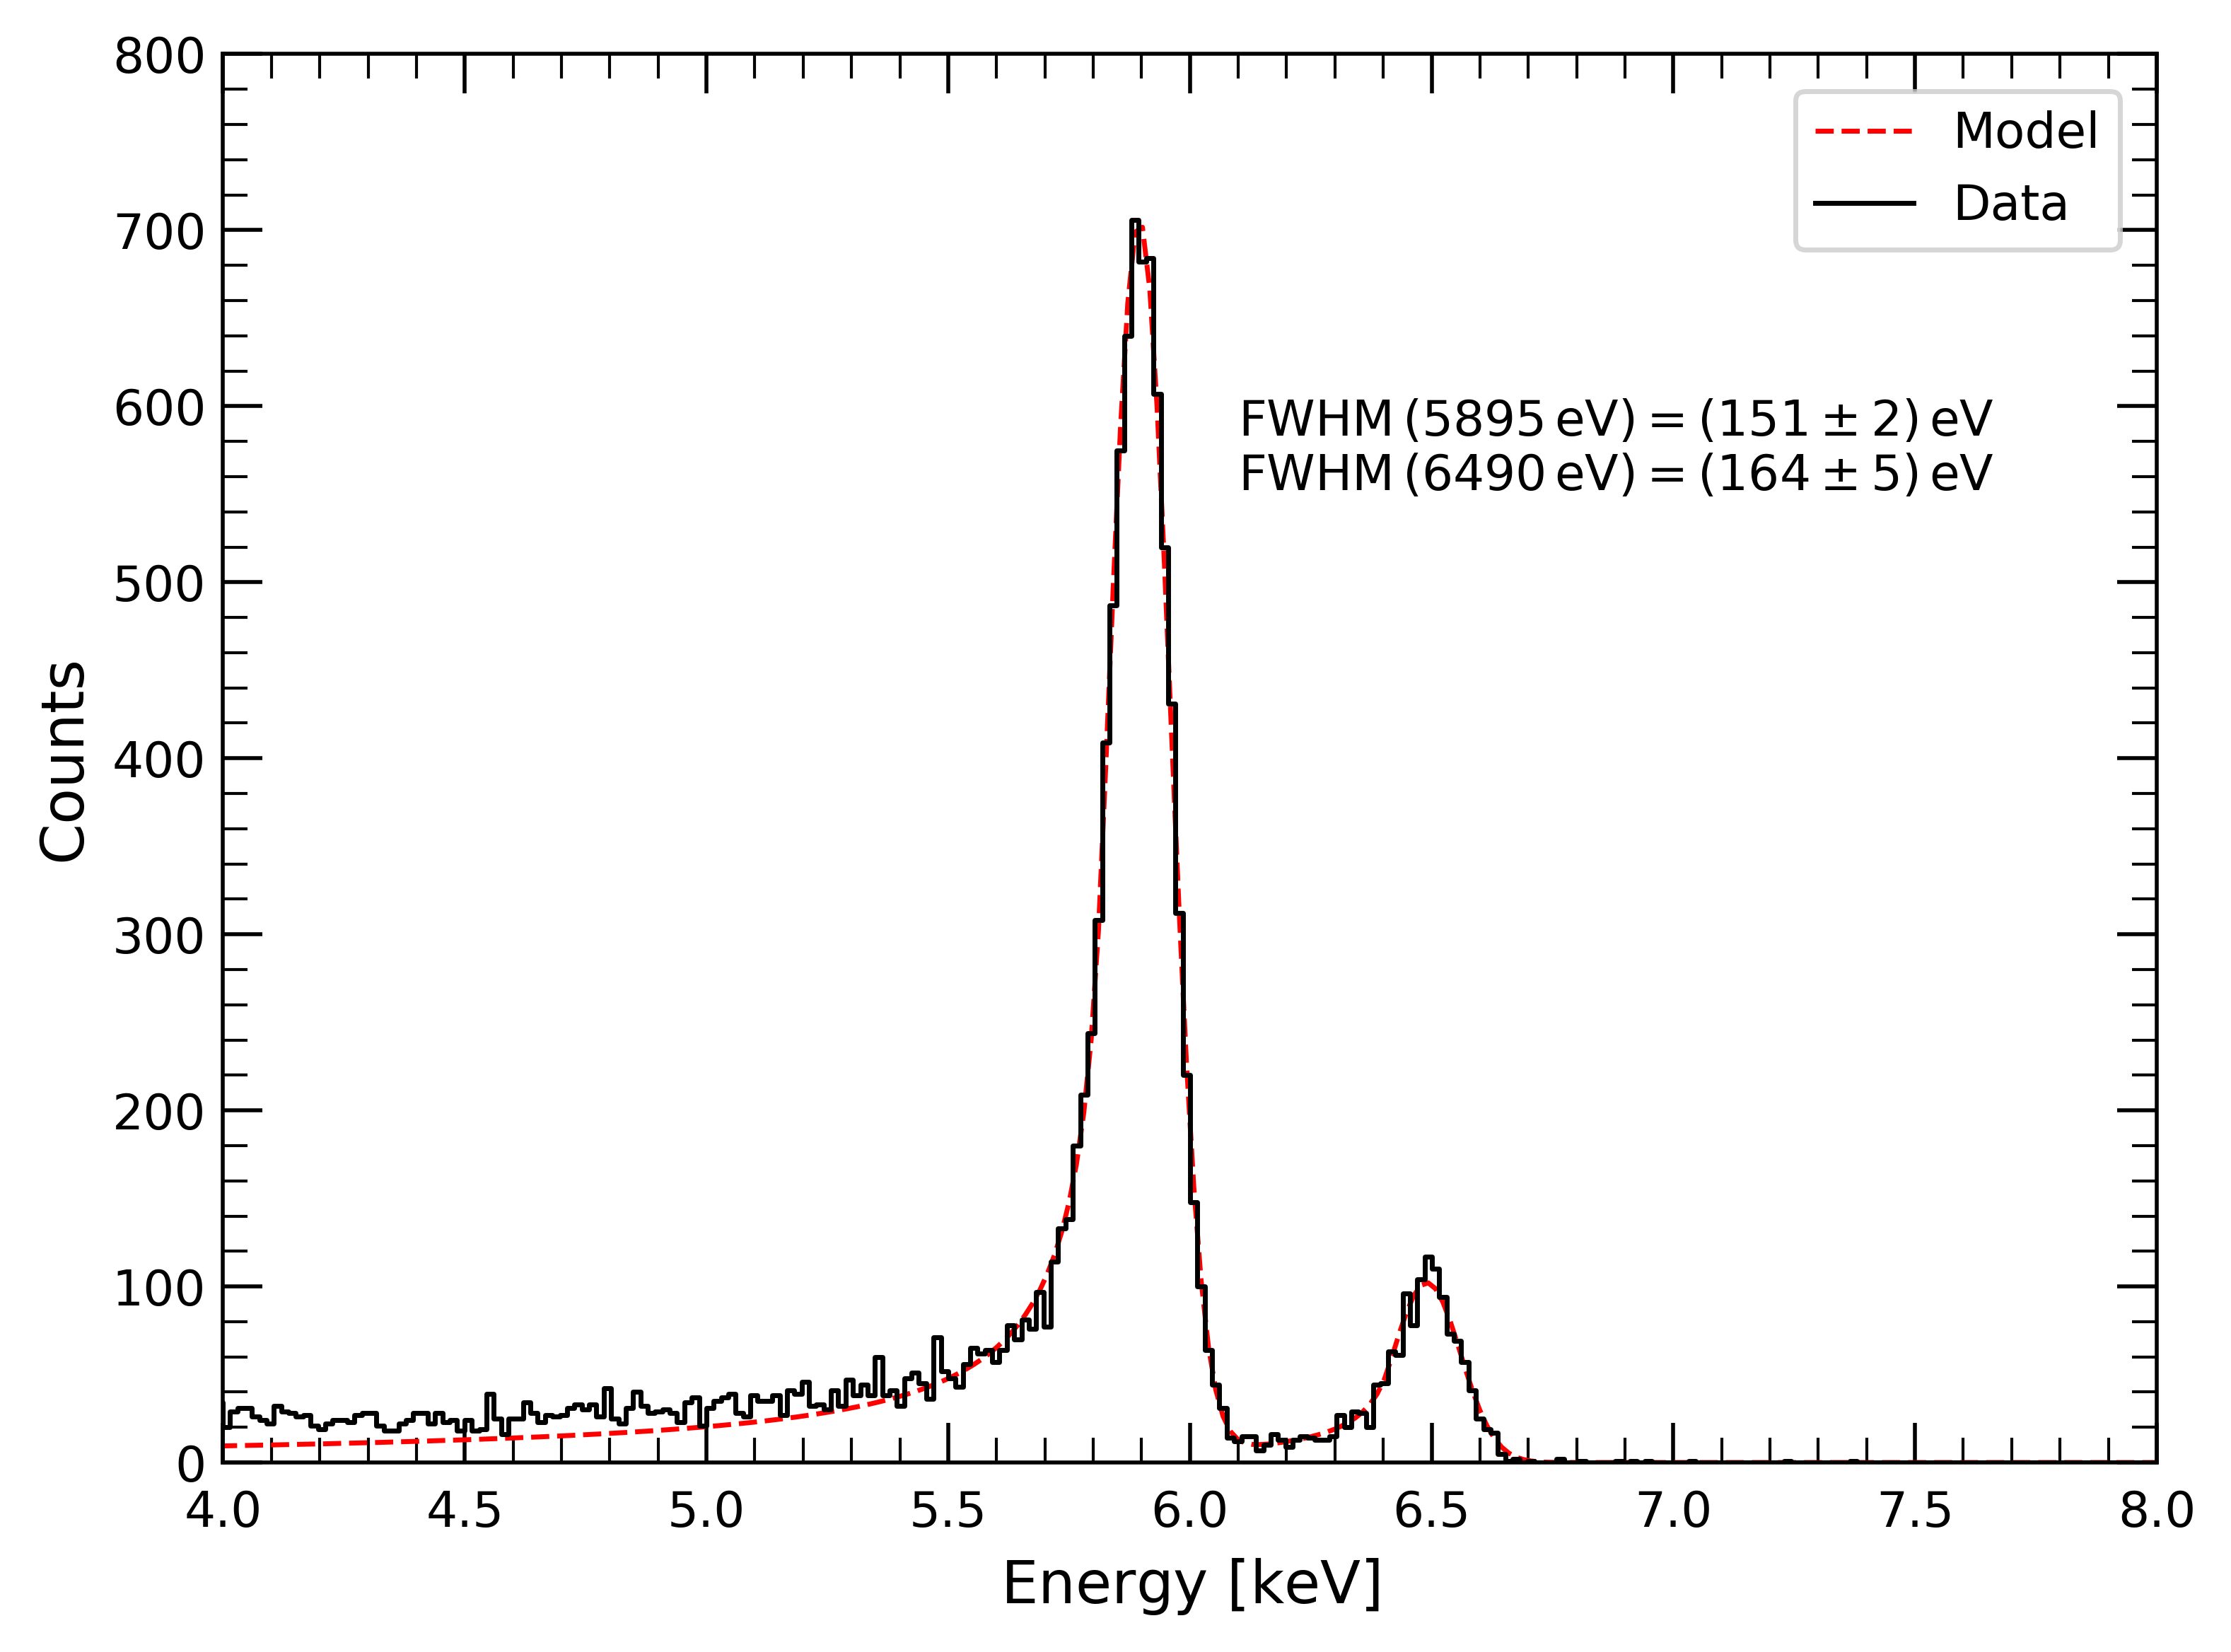 800
700
600
500
400
300
200
100
0
Counts
Model
Data
FWHM (5895 eV) = (151 ± 2) eV
FWHM (6490 eV) = (164 ± 5) eV
4.0 4.5 5.0 5.5 6.0 6.5 7.0 7.5 8.0
Energy [keV]